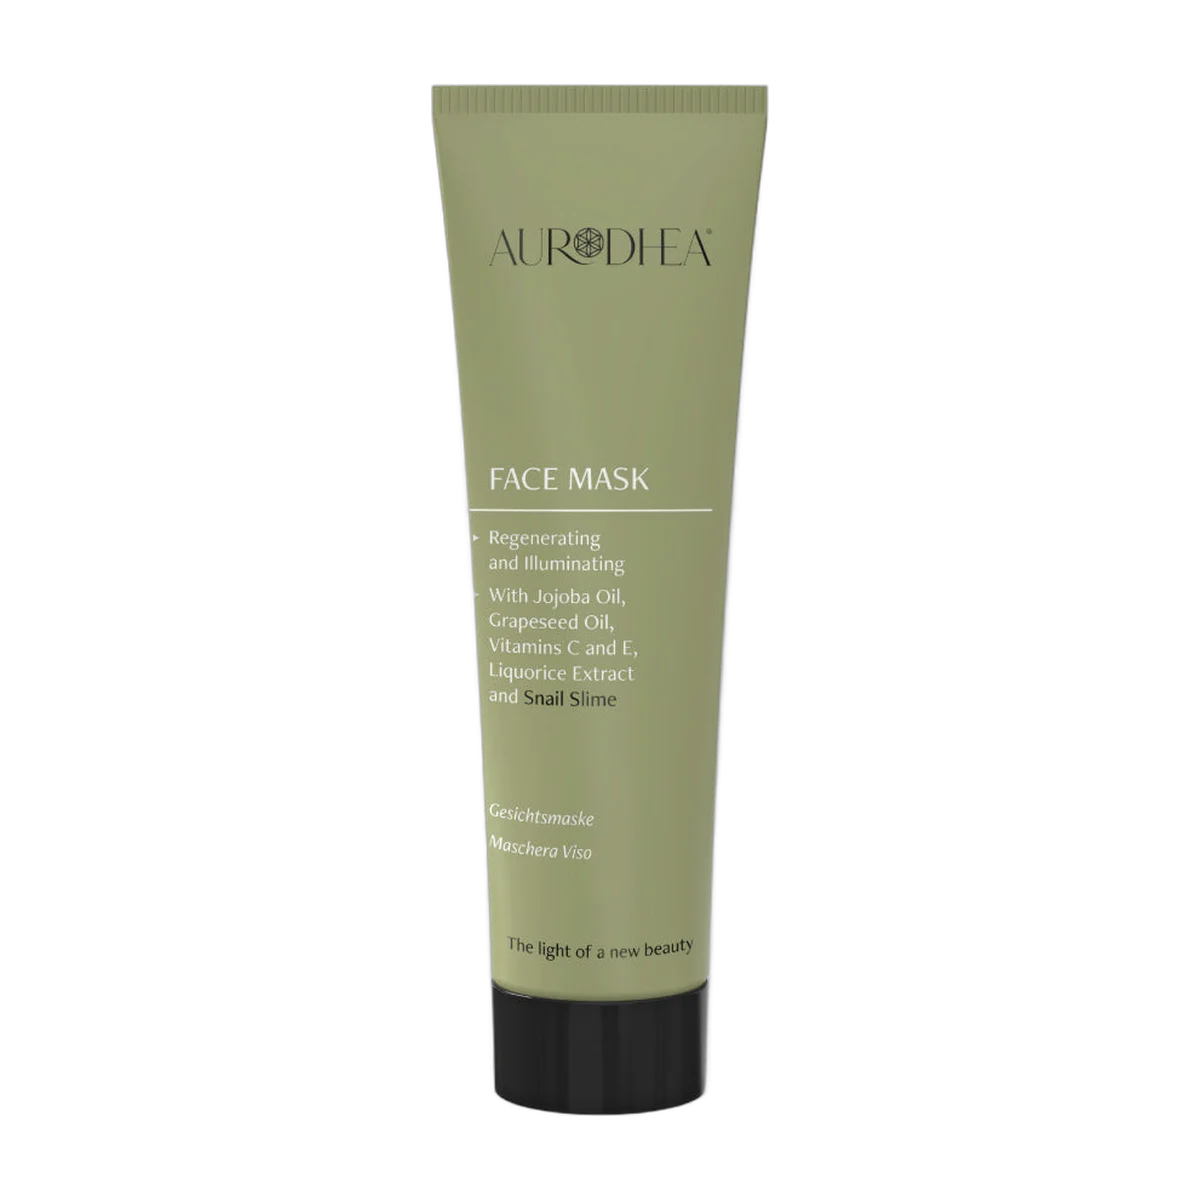 AURODHEA®
FACE MASK
Regenerating
and Illuminating
With Jojoba Oil,
Grapeseed Oil,
Vitamins C and E,
Liquorice Extract
and Snail Slime
Gesichtsmaske
Maschera Viso
The light of a new beauty